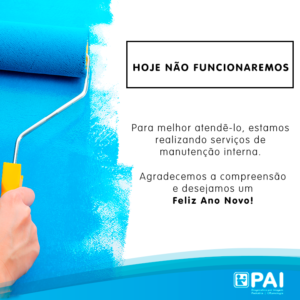 HOJE NÃO FUNCIONAREMOS
Para melhor atendê-lo, estamos
realizando serviços de
manutenção interna.
Agradecemos a compreensão
e desejamos um
Feliz Ano Novo!
PAI